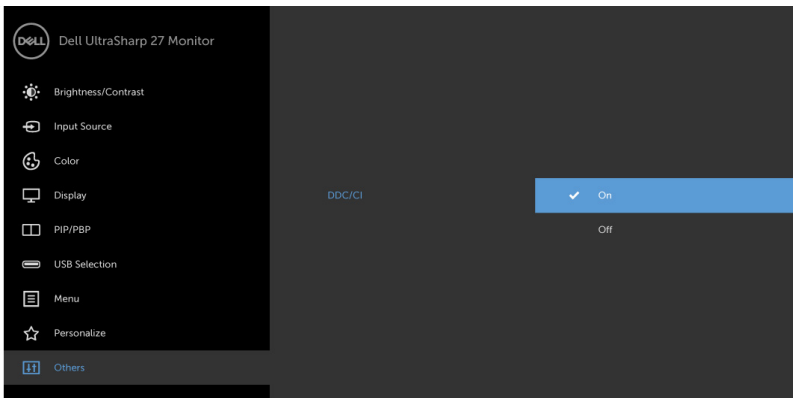 DELL
Dell UltraSharp 27 Monitor
Brightness/Contrast
Input Source
Color
Display
DDC/CI
On
PIP/PBP
Off
USB Selection
Menu
Personalize
Others